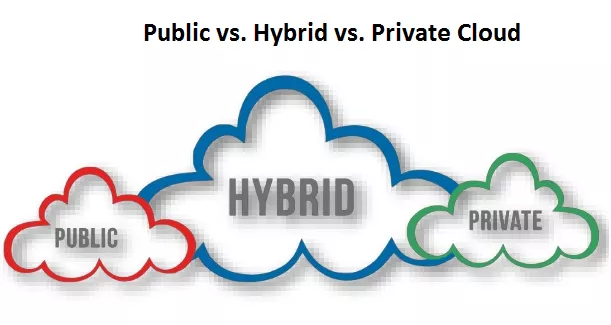 Public vs. Hybrid vs. Private Cloud
HYBRID
PUBLIC
PRIVATE